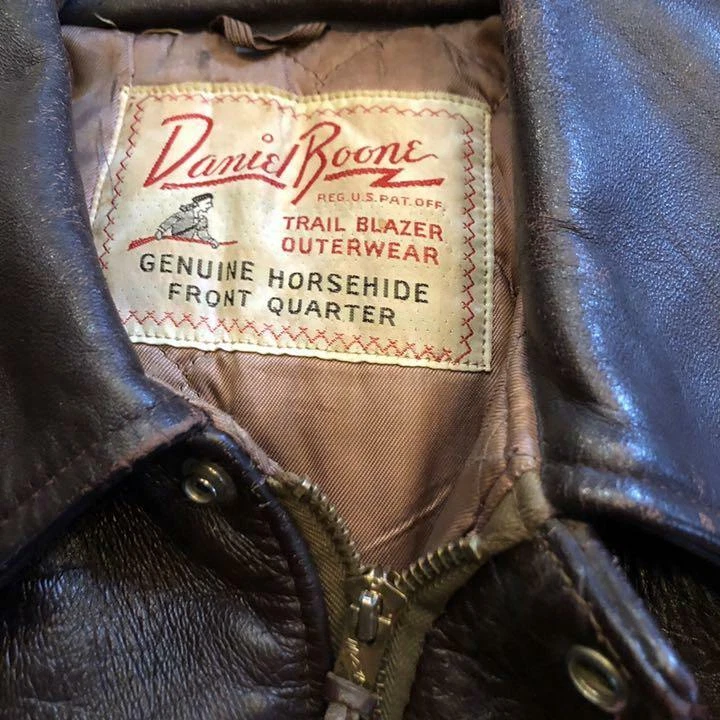 Daniel Boone
REG. U.S. PAT. OFF.
TRAIL BLAZER
OUTERWEAR
GENUINE HORSEHIDE
FRONT QUARTER